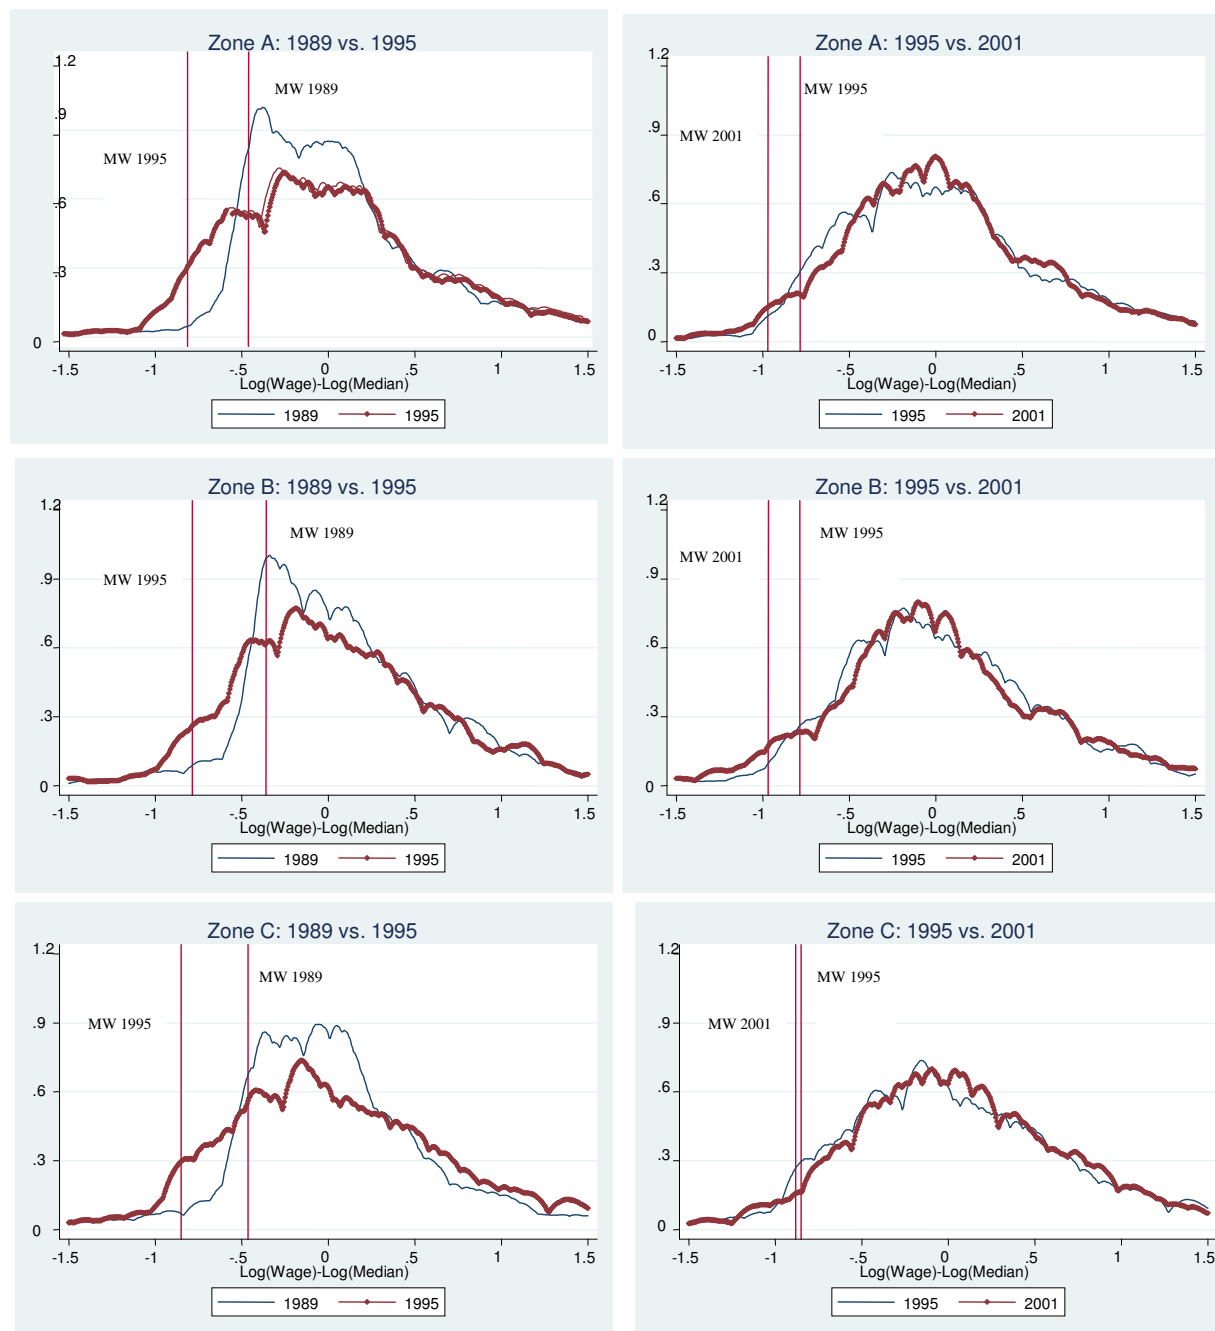 Zone A: 1989 vs. 1995
1.2
.9
.6
.3
0
MW 1989
MW 1995
-1.5 -1 -.5 0 .5 1 1.5
Log(Wage)-Log(Median)
1989 1995
Zone A: 1995 vs. 2001
1.2
.9
.6
.3
0
MW 1995
MW 2001
-1.5 -1 -.5 0 .5 1 1.5
Log(Wage)-Log(Median)
1995 2001
Zone B: 1989 vs. 1995
1.2
.9
.6
.3
0
MW 1989
MW 1995
-1.5 -1 -.5 0 .5 1 1.5
Log(Wage)-Log(Median)
1989 1995
Zone B: 1995 vs. 2001
1.2
.9
.6
.3
0
MW 1995
MW 2001
-1.5 -1 -.5 0 .5 1 1.5
Log(Wage)-Log(Median)
1995 2001
Zone C: 1989 vs. 1995
1.2
.9
.6
.3
0
MW 1989
MW 1995
-1.5 -1 -.5 0 .5 1 1.5
Log(Wage)-Log(Median)
1989 1995
Zone C: 1995 vs. 2001
1.2
.9
.6
.3
0
MW 1995
MW 2001
-1.5 -1 -.5 0 .5 1 1.5
Log(Wage)-Log(Median)
1995 2001